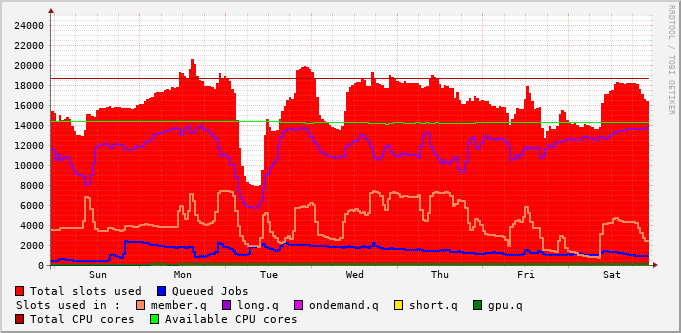 RRDTOOL / TOBI OETIKER
24000
22000
20000
18000
16000
14000
12000
10000
8000
6000
4000
2000
0
Sun Mon Tue Wed Thu Fri Sat
Total slots used Queued Jobs
Slots used in : member.q long.q ondemand.q short.q gpu.q
Total CPU cores Available CPU cores